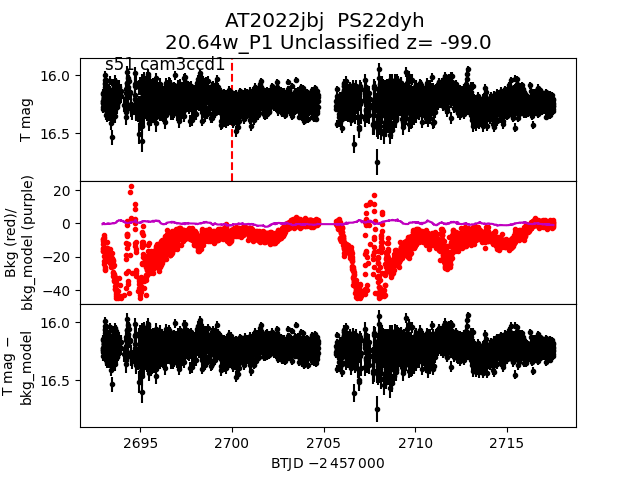 AT2022jbj  PS22dyh
20.64w_P1 Unclassified z= -99.0
s51 cam3ccd1
16.0
16.5
T mag
20
0
−20
−40
Bkg (red)/
bkg_model (purple)
16.0
16.5
T mag −
bkg_model
2695
2700
2705
2710
2715
BTJD −2 457 000